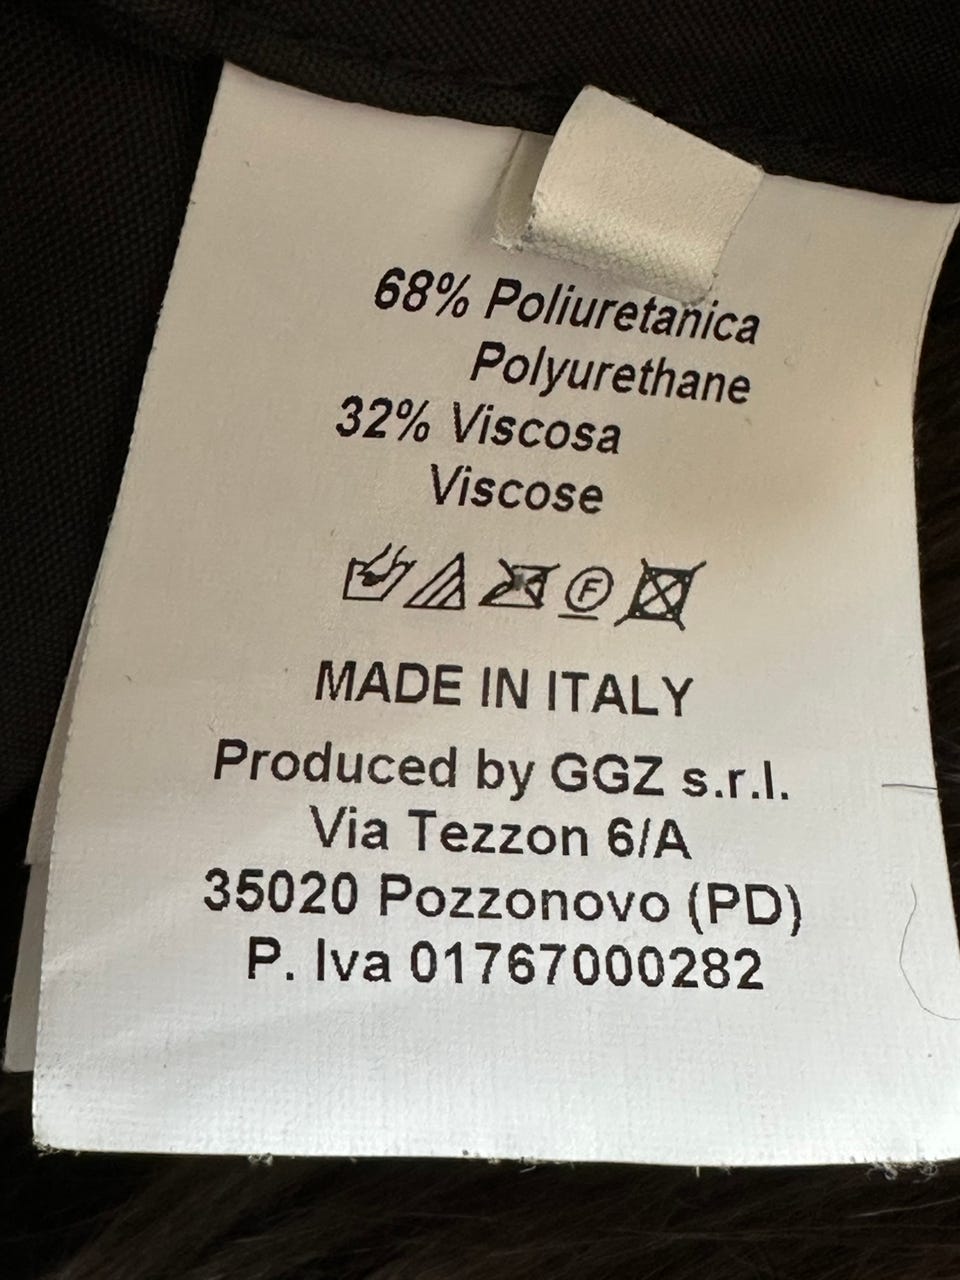 68% Poliuretanica
Polyurethane
32% Viscosa
Viscose
F
MADE IN ITALY
Produced by GGZ s.r.l.
Via Tezzon 6/A
35020 Pozzonovo (PD)
P. Iva 01767000282